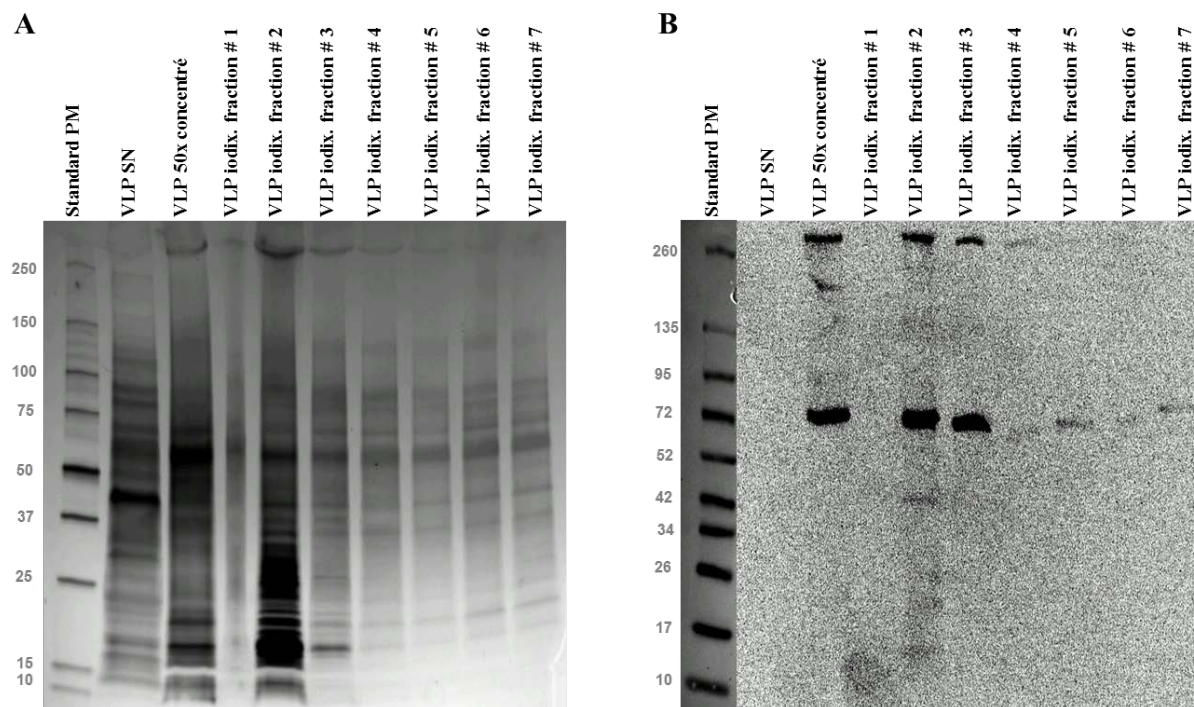 A
Standard PM
VLP SN
VLP 50x concentré
VLP iodix. fraction # 1
VLP iodix. fraction # 2
VLP iodix. fraction # 3
VLP iodix. fraction # 4
VLP iodix. fraction # 5
VLP iodix. fraction # 6
VLP iodix. fraction # 7
250
150
100
75
50
37
25
15
10
B
Standard PM
VLP SN
VLP 50x concentré
VLP iodix. fraction # 1
VLP iodix. fraction # 2
VLP iodix. fraction # 3
VLP iodix. fraction # 4
VLP iodix. fraction # 5
VLP iodix. fraction # 6
VLP iodix. fraction # 7
260
135
95
72
52
42
34
26
17
10